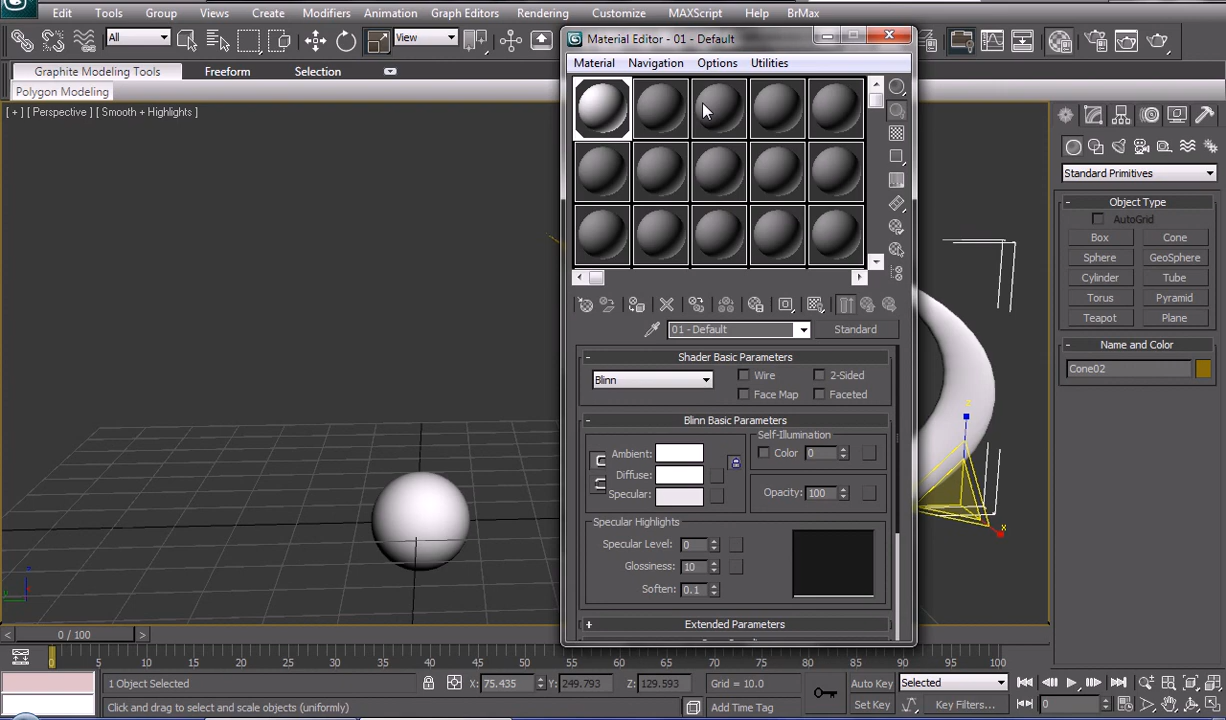 Edit Tools Group Views Create Modifiers Animation Graph Editors Rendering Customize MAXScript Help BrMax
All
View
Graphite Modeling Tools Freeform Selection
Polygon Modeling
[ + ] [ Perspective ] [ Smooth + Highlights ]
Material Editor - 01 - Default
Material Navigation Options Utilities
01 - Default Standard
- Shader Basic Parameters
Blinn Wire 2-Sided
Face Map Faceted
- Blinn Basic Parameters
Ambient:
Diffuse:
Specular:
Self-Illumination
Color 0
Opacity: 100
Specular Highlights
Specular Level: 0
Glossiness: 10
Soften: 0.1
+ Extended Parameters
Standard Primitives
- Object Type
AutoGrid
Box Cone
Sphere GeoSphere
Cylinder Tube
Torus Pyramid
Teapot Plane
- Name and Color
Cone02
z
x
0 / 100
0 5 10 15 20 25 30 35 40 45 50 55 60 65 70 75 80 85 90 95 100
1 Object Selected X: 75.435 Y: 249.793 Z: 129.593 Grid = 10.0 Auto Key Selected
Click and drag to select and scale objects (uniformly) Add Time Tag Set Key Key Filters... 0